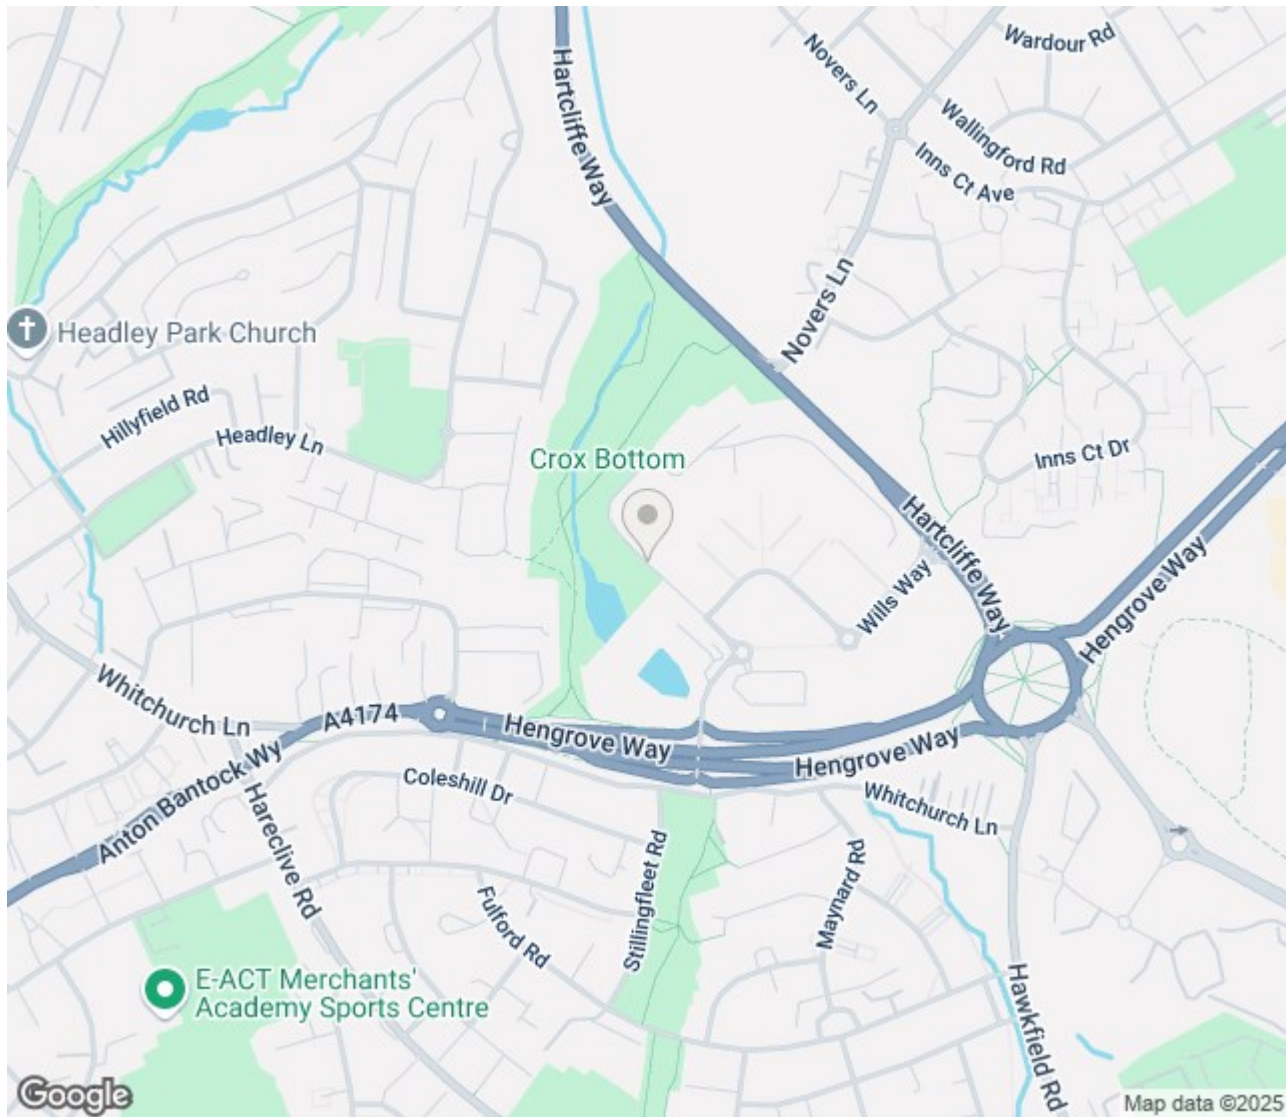 Wardour Rd
Novers Ln
Hartcliffe Way
Wallingford Rd
Inns Ct Ave
Novers Ln
Headley Park Church
Hillyfield Rd
Headley Ln
Crox Bottom
Inns Ct Dr
Hartcliffe Way
Wills Way
Hengrove Way
Whitchurch Ln
A4174
Hengrove Way
Hengrove Way
Anton Bantock Wy
Coleshill Dr
Whitchurch Ln
Hareclive Rd
Stillingfleet Rd
Maynard Rd
Fulford Rd
E-ACT Merchants'
Academy Sports Centre
Hawkfield Rd
Google
Map data ©2025